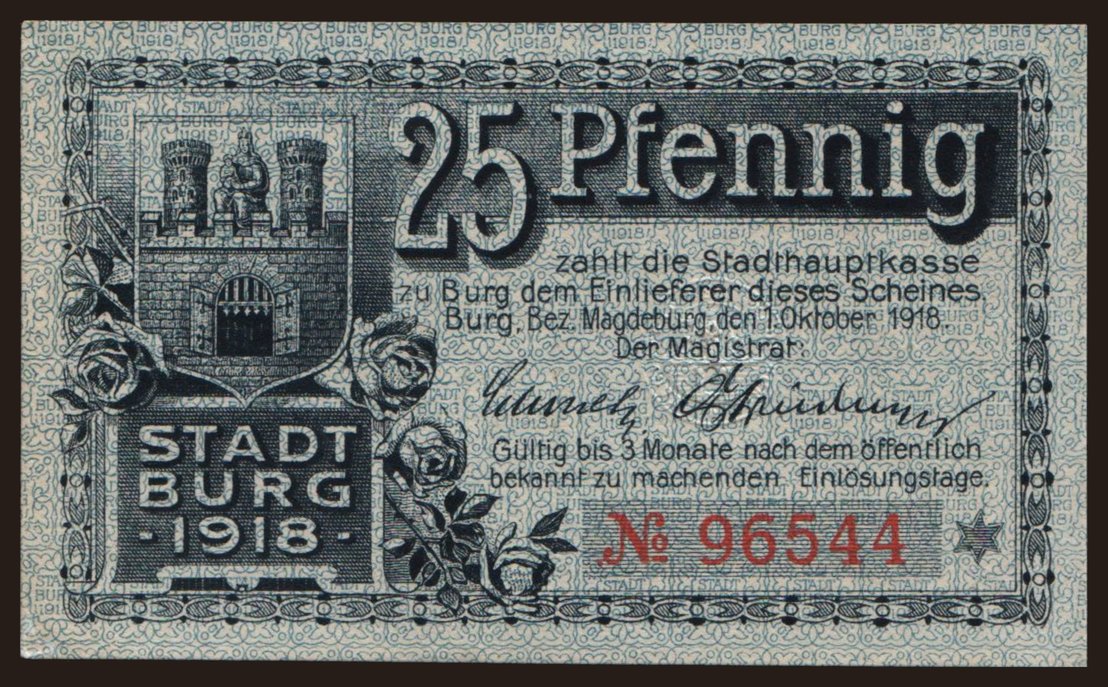 25 Pfennig
zahlt die Stadthauptkasse
zu Burg dem Einlieferer dieses Scheines.
Burg, Bez. Magdeburg, den 1. Oktober 1918.
Der Magistrat:
Gültig bis 3 Monate nach dem öffentlich
bekannt zu machenden Einlösungstage.
№ 96544
STADT
BURG
-1918-